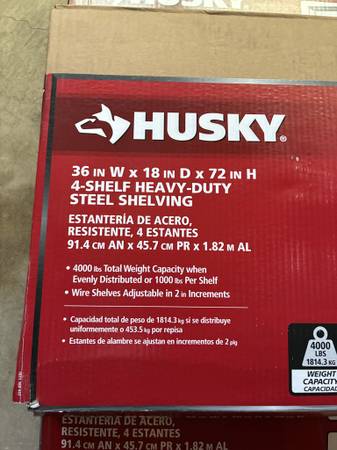 HUSKY
HUSKY®
36 IN W x 18 IN D x 72 IN H
4-SHELF HEAVY-DUTY
STEEL SHELVING
ESTANTERÍA DE ACERO,
RESISTENTE, 4 ESTANTES
91.4 CM AN x 45.7 CM PR x 1.82 M AL
• 4000 lbs Total Weight Capacity when
Evenly Distributed or 1000 lbs Per Shelf
• Wire Shelves Adjustable in 2 in Increments
• Capacidad total de peso de 1814.3 kg si se distribuye
uniformemente o 453.5 kg por repisa
• Estantes de alambre se ajustan en incrementos de 2 plg
4000
LBS
1814.3 KG
WEIGHT
CAPACITY
CAPACIDAD
ESTANTERÍA DE ACERO,
RESISTENTE, 4 ESTANTES
91.4 CM AN x 45.7 CM PR x 1.82 M AL